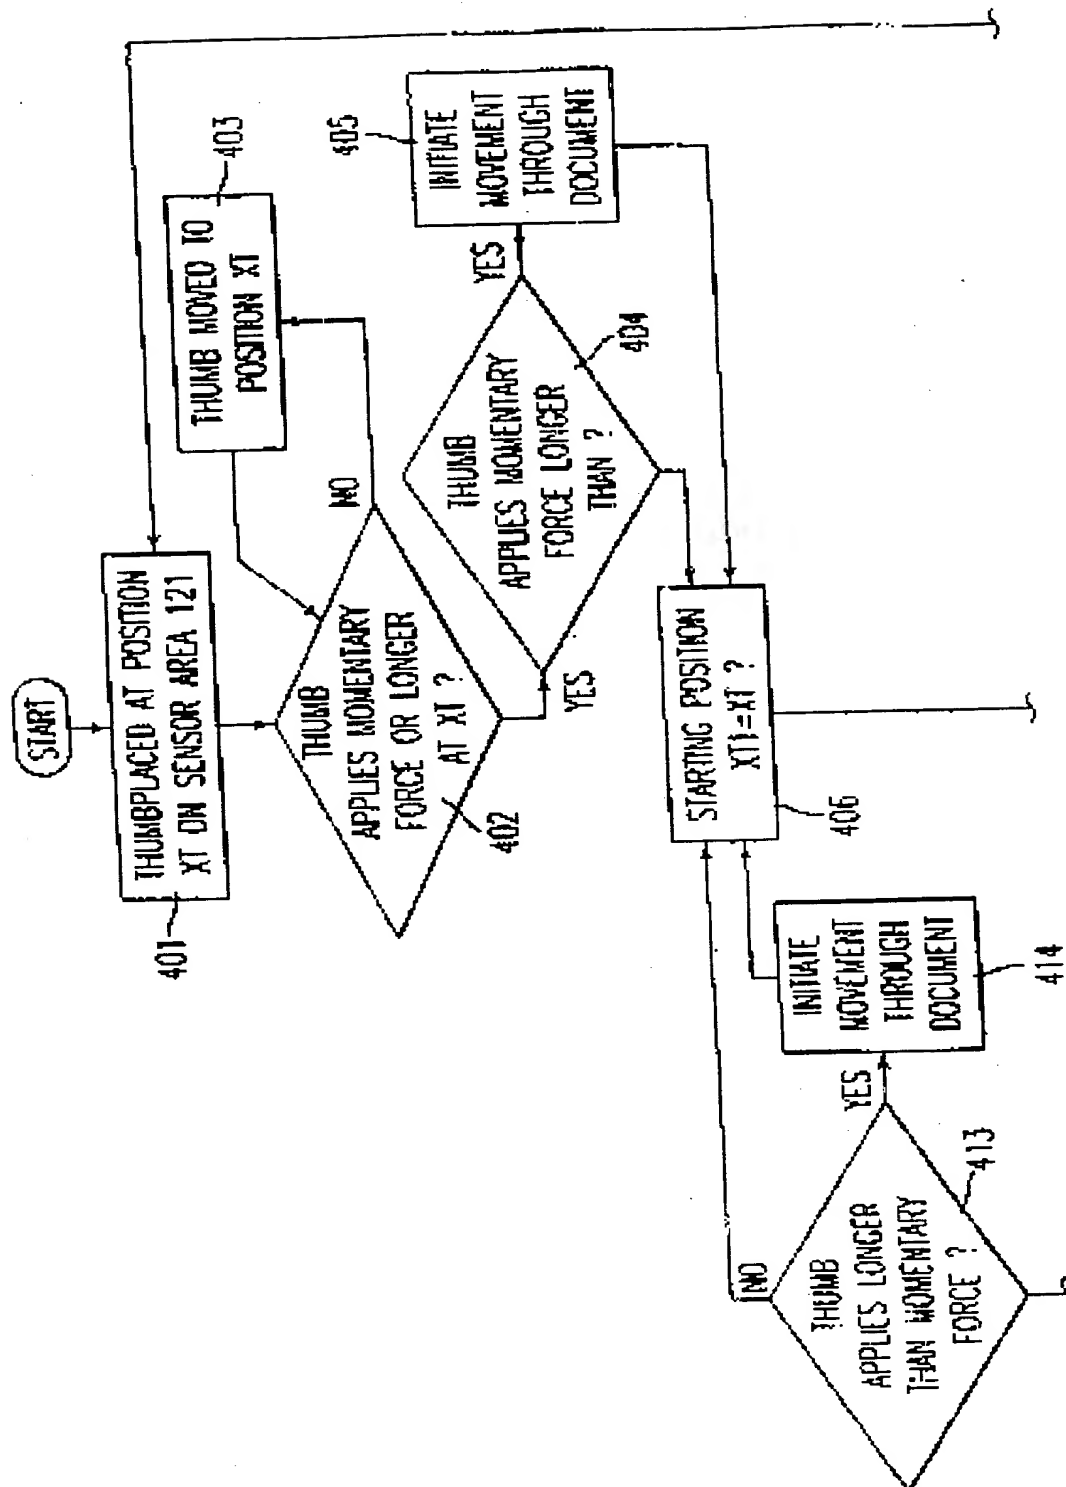 START
THUMBPLACED AT POSITION
XT ON SENSOR AREA 121
401
THUMB
APPLIES MOMENTARY
FORCE OR LONGER
AT XT ?
402
NO
THUMB MOVED TO
POSITION XT
403
YES
THUMB
APPLIES MOMENTARY
FORCE LONGER
THAN ?
404
YES
INITIATE
MOVEMENT
THROUGH
DOCUMENT
405
STARTING POSITION
XT1=XT ?
406
THUMB
APPLIES LONGER
THAN MOMENTARY
FORCE ?
413
NO
YES
INITIATE
MOVEMENT
THROUGH
DOCUMENT
414